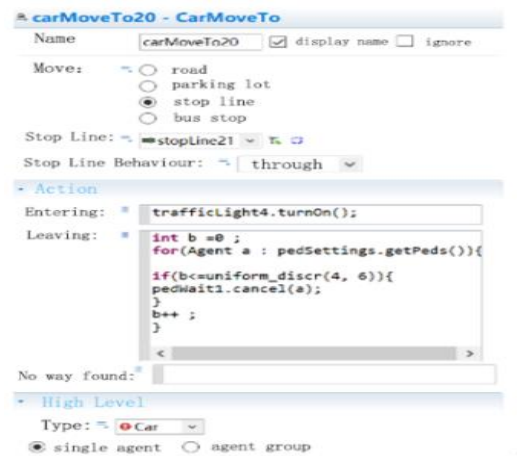 carMoveTo20 - CarMoveTo
Name carMoveTo20 display name ignore
Move: road
parking lot
stop line
bus stop
Stop Line: stopLine21
Stop Line Behaviour: through
Action
Entering: trafficLight4.turnOn();
Leaving: int b =0 ;
for(Agent a : pedSettings.getPeds()){
if(b<=uniform_discr(4, 6)){
pedWait1.cancel(a);
}
b++ ;
}
No way found:
High Level
Type: Car
single agent agent group